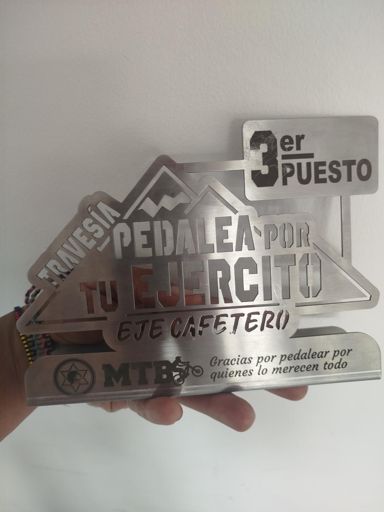 3er
PUESTO
TRAVESÍA
PEDALEA POR
TU EJERCITO
EJE CAFETERO
MTB
Gracias por pedalear por
quienes lo merecen todo